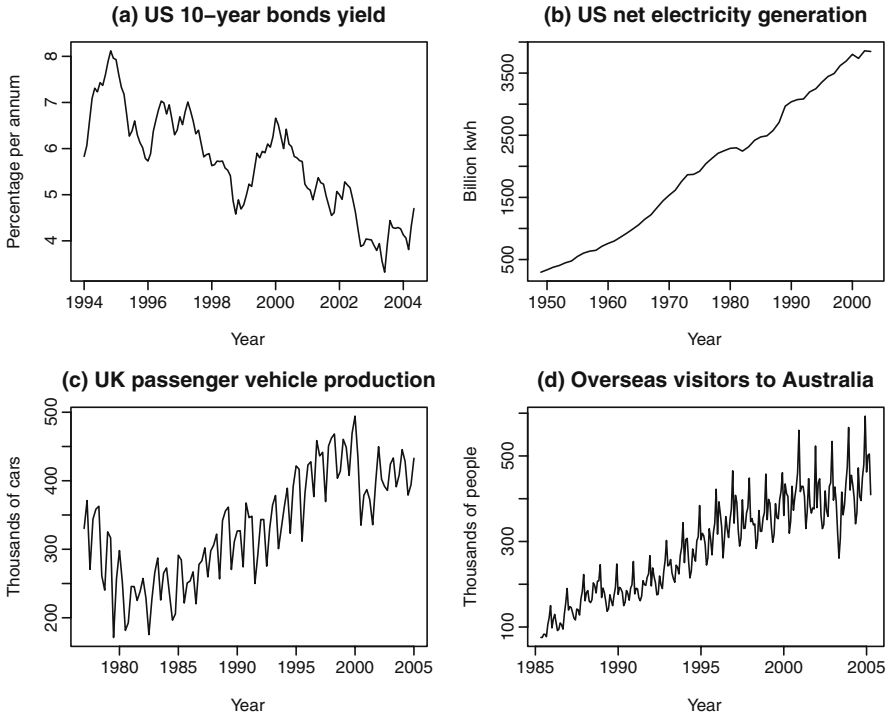 (a) US 10−year bonds yield
Percentage per annum
8
7
6
5
4
1994 1996 1998 2000 2002 2004
Year
(b) US net electricity generation
Billion kwh
3500
2500
1500
500
1950 1960 1970 1980 1990 2000
Year
(c) UK passenger vehicle production
Thousands of cars
500
400
300
200
1980 1985 1990 1995 2000 2005
Year
(d) Overseas visitors to Australia
Thousands of people
500
300
100
1985 1990 1995 2000 2005
Year